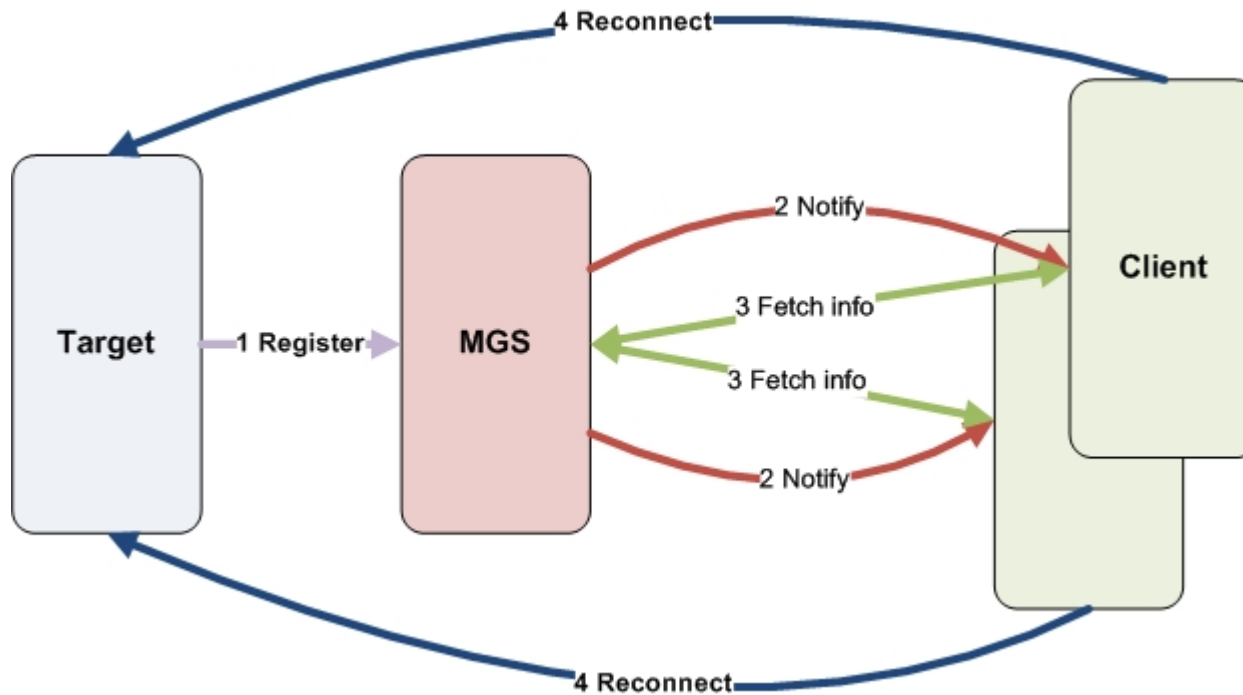 4 Reconnect
2 Notify
Client
3 Fetch info
Target
1 Register
MGS
3 Fetch info
2 Notify
4 Reconnect